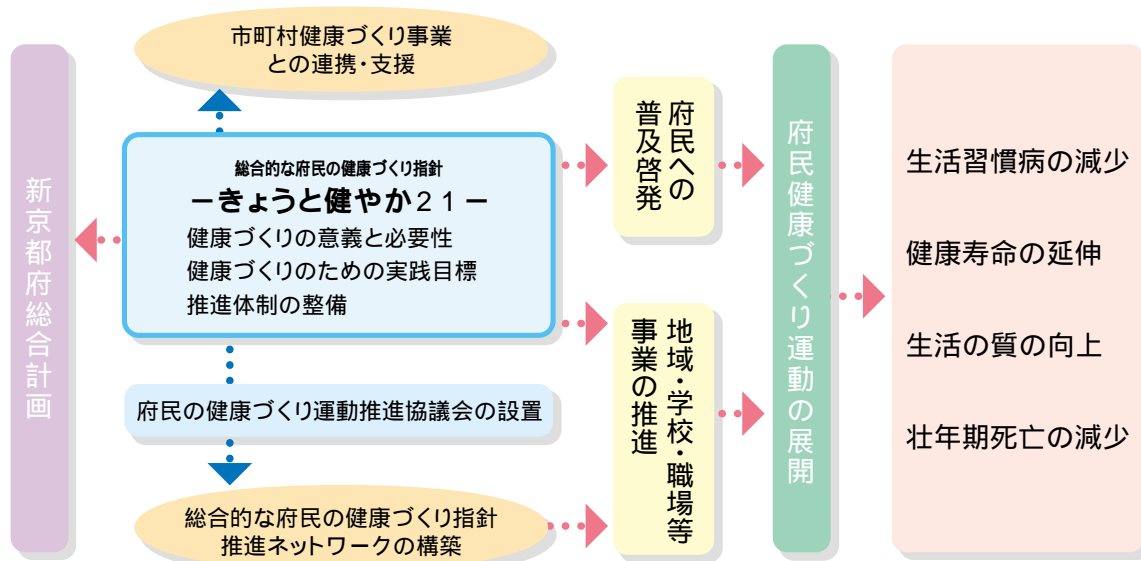 新京都府総合計画
市町村健康づくり事業
との連携・支援
総合的な府民の健康づくり指針
－きょうと健やか２１－
健康づくりの意義と必要性
健康づくりのための実践目標
推進体制の整備
府民の健康づくり運動推進協議会の設置
総合的な府民の健康づくり指針
推進ネットワークの構築
府民への
普及啓発
地域・学校・職場等
事業の推進
府民健康づくり運動の展開
生活習慣病の減少
健康寿命の延伸
生活の質の向上
壮年期死亡の減少